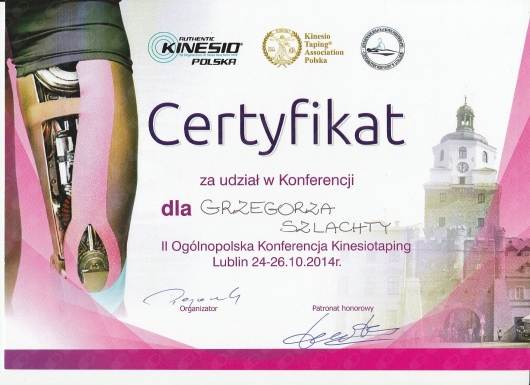 AUTHENTIC
KINESIO
POLSKA
Kinesio
Taping®
Association
Polska
Certyfikat
za udział w Konferencji
dla GRZEGORZA
SZLACHTY
II Ogólnopolska Konferencja Kinesiotaping
Lublin 24-26.10.2014r.
Organizator
Patronat honorowy